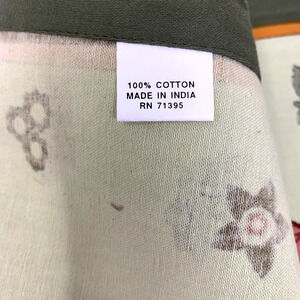 100% COTTON
MADE IN INDIA
RN 71395